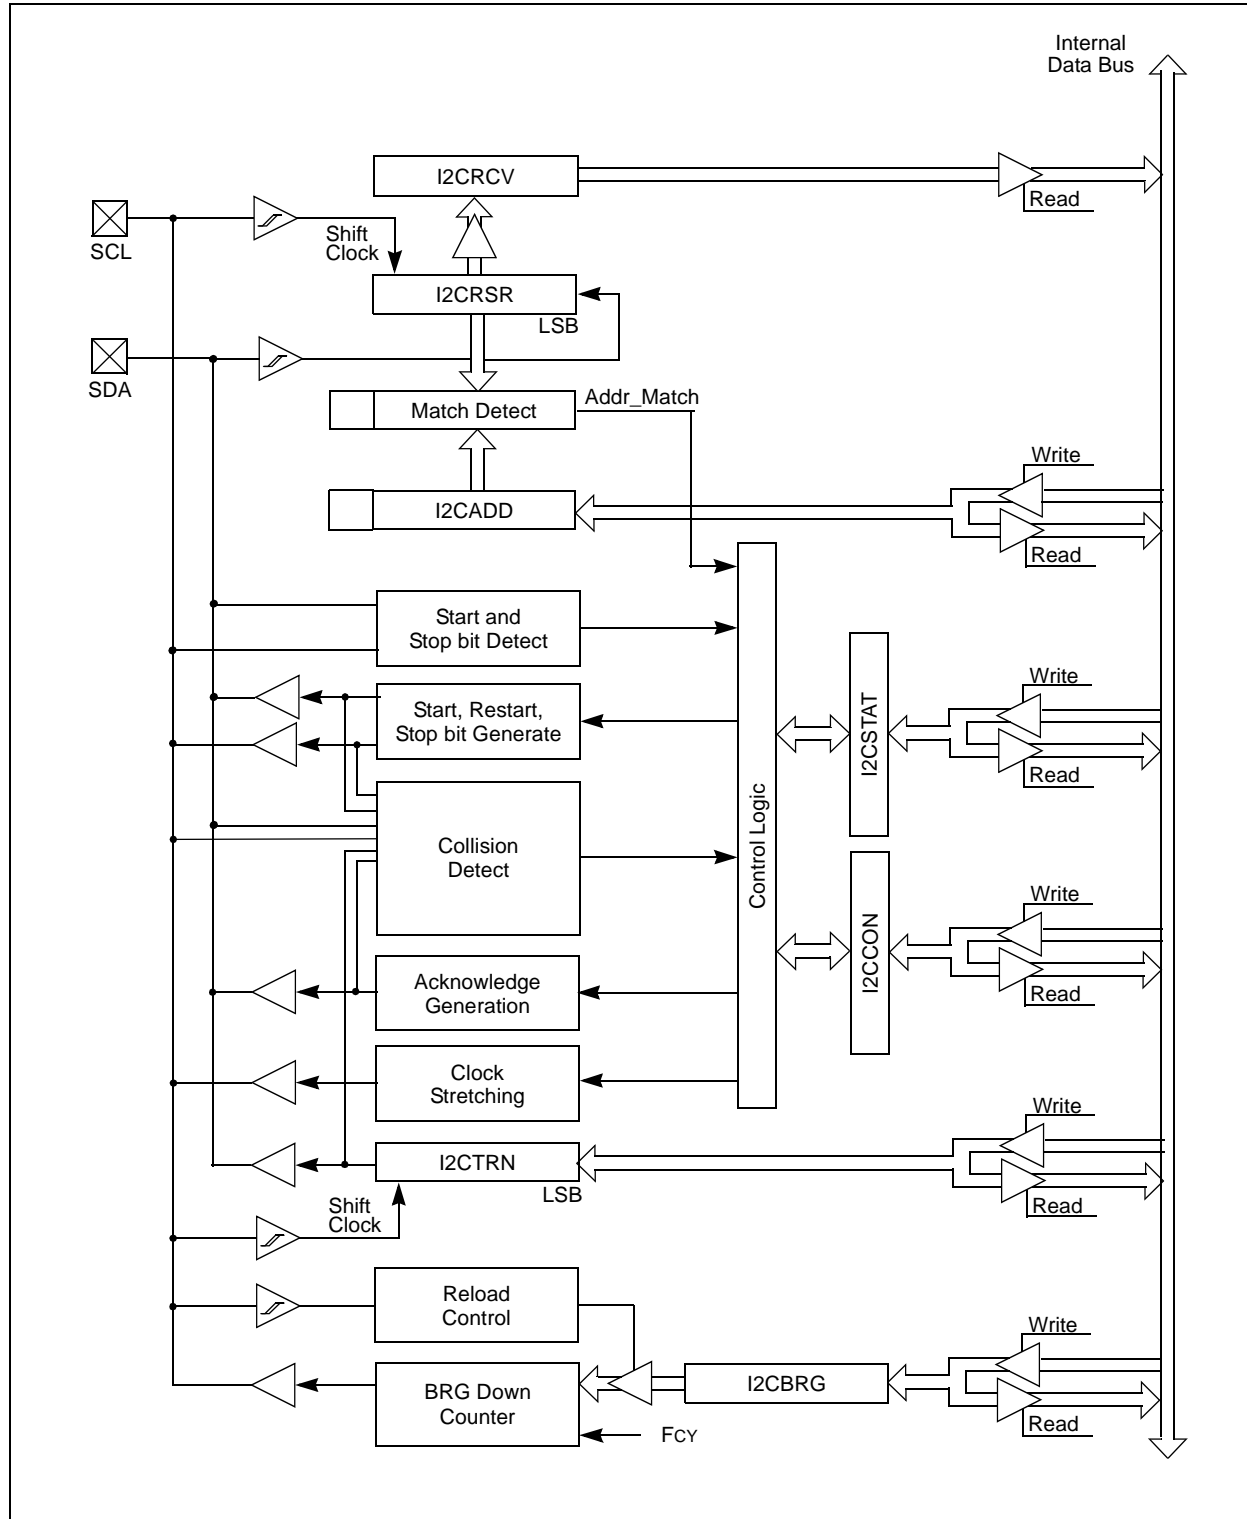 Internal
Data Bus
I2CRCV
Read
SCL
Shift
Clock
I2CRSR
LSB
SDA
Addr_Match
Match Detect
Write
I2CADD
Read
Start and
Stop bit Detect
Write
Start, Restart,
Stop bit Generate
I2CSTAT
Read
Control Logic
Collision
Detect
Write
I2CCON
Acknowledge
Generation
Read
Clock
Stretching
Write
I2CTRN
LSB
Read
Shift
Clock
Reload
Control
Write
I2CBRG
BRG Down
Counter
Read
FCY